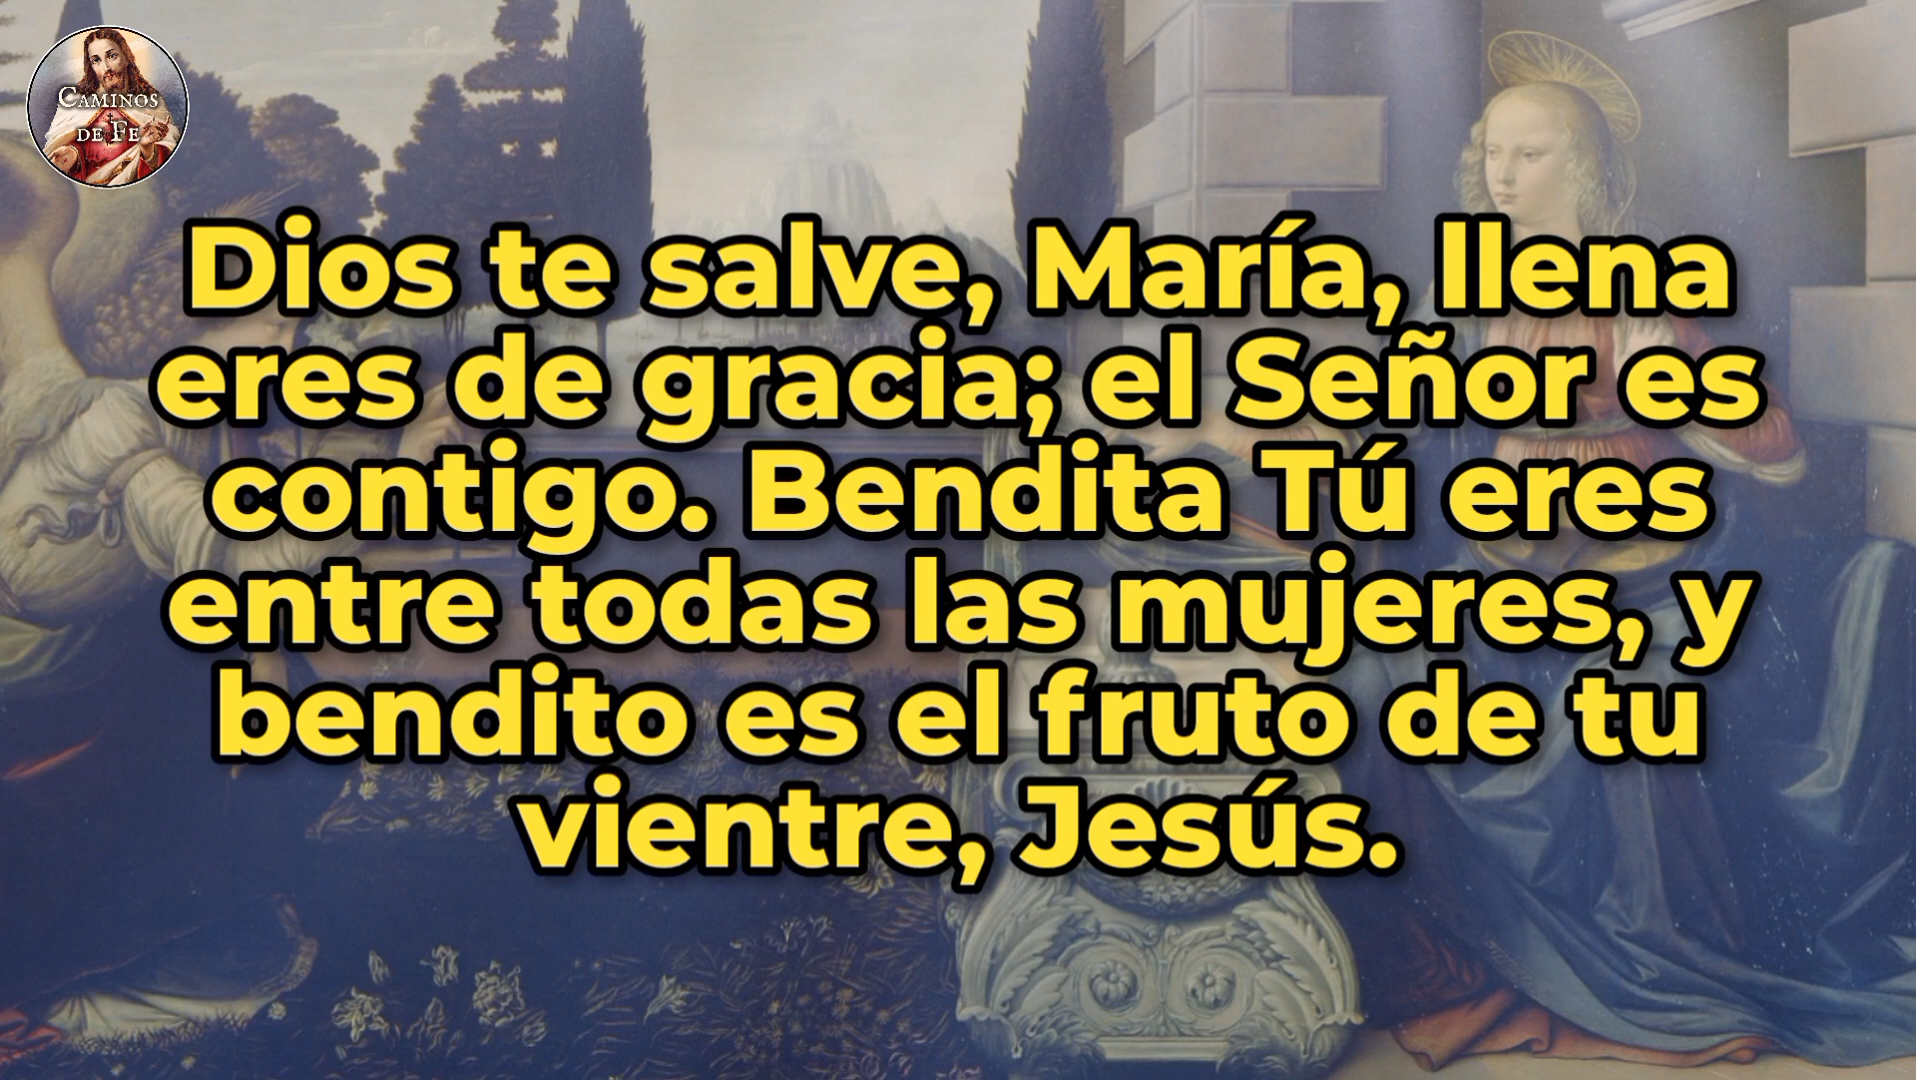 CAMINOS
DE FE
Dios te salve, María, llena
eres de gracia; el Señor es
contigo. Bendita Tú eres
entre todas las mujeres, y
bendito es el fruto de tu
vientre, Jesús.